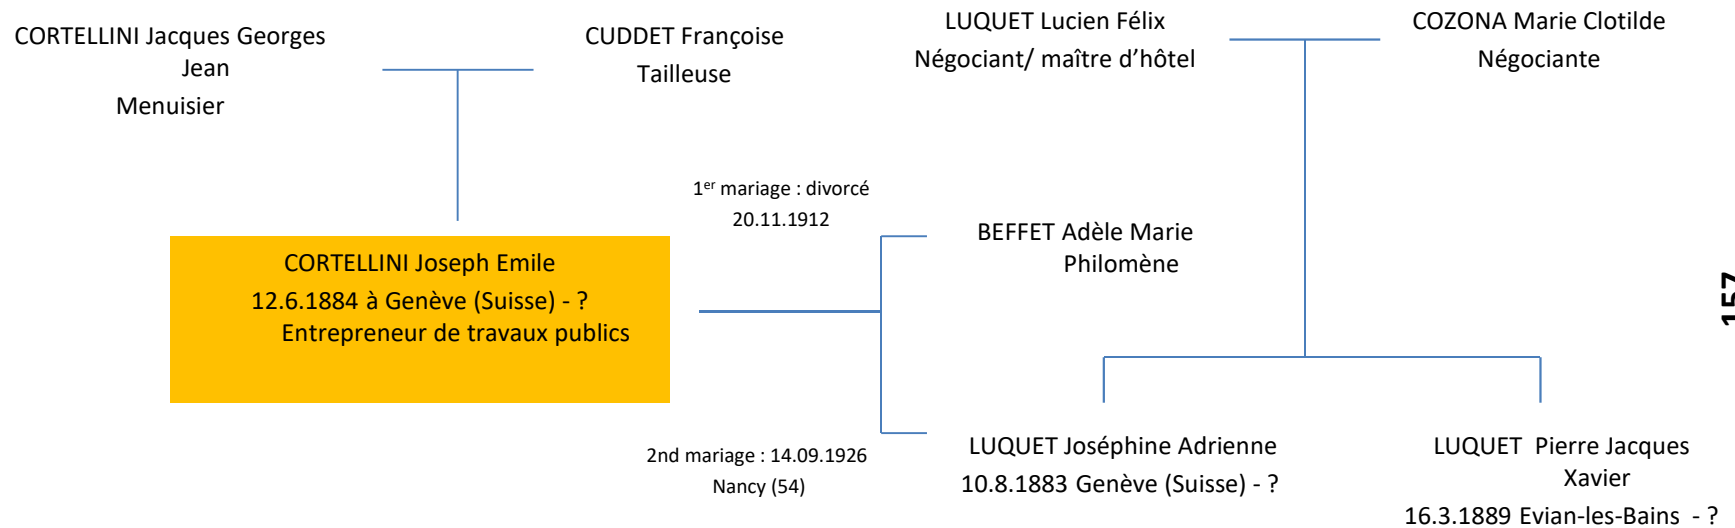 CORTELLINI Jacques Georges
Jean
Menuisier
CUDDET Françoise
Tailleuse
LUQUET Lucien Félix
Négociant/ maître d’hôtel
COZONA Marie Clotilde
Négociante
1er mariage : divorcé
20.11.1912
BEFFET Adèle Marie
Philomène
CORTELLINI Joseph Emile
12.6.1884 à Genève (Suisse) - ?
Entrepreneur de travaux publics
157
2nd mariage : 14.09.1926
Nancy (54)
LUQUET Joséphine Adrienne
10.8.1883 Genève (Suisse) - ?
LUQUET Pierre Jacques
Xavier
16.3.1889 Evian-les-Bains - ?